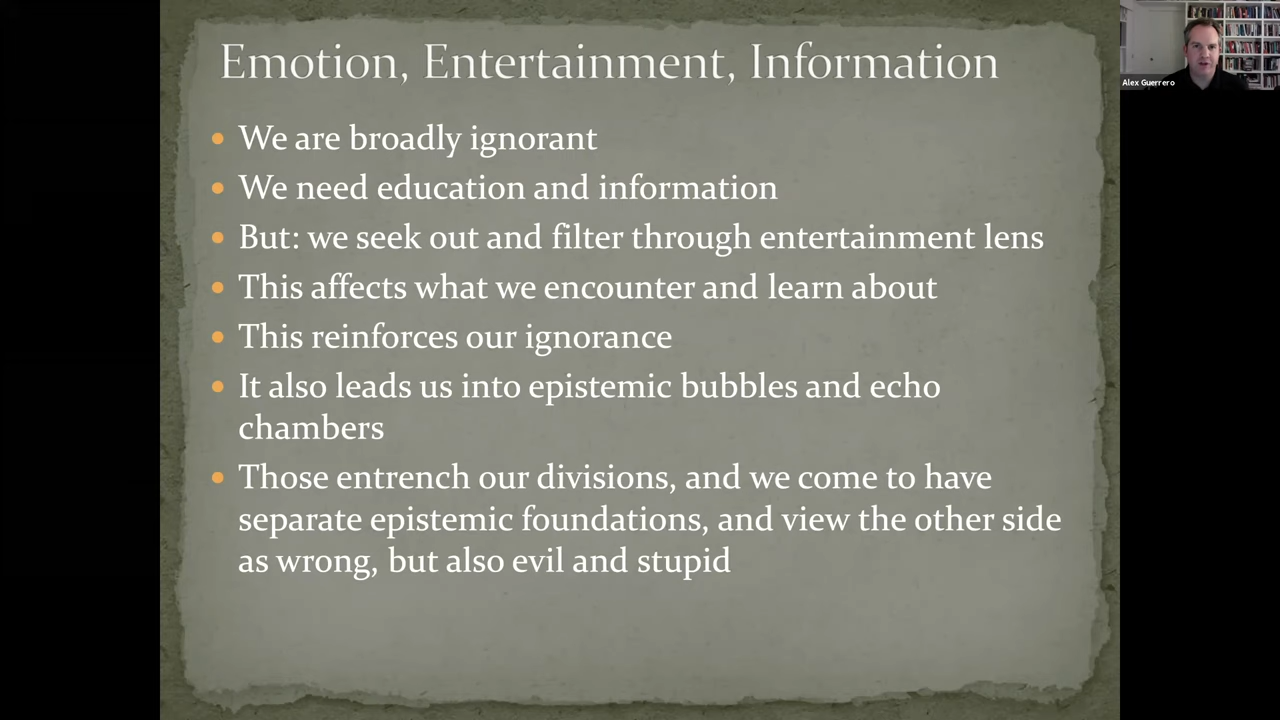 Emotion, Entertainment, Information
We are broadly ignorant
We need education and information
But: we seek out and filter through entertainment lens
This affects what we encounter and learn about
This reinforces our ignorance
It also leads us into epistemic bubbles and echo
chambers
Those entrench our divisions, and we come to have
separate epistemic foundations, and view the other side
as wrong, but also evil and stupid
Alex Guerrero